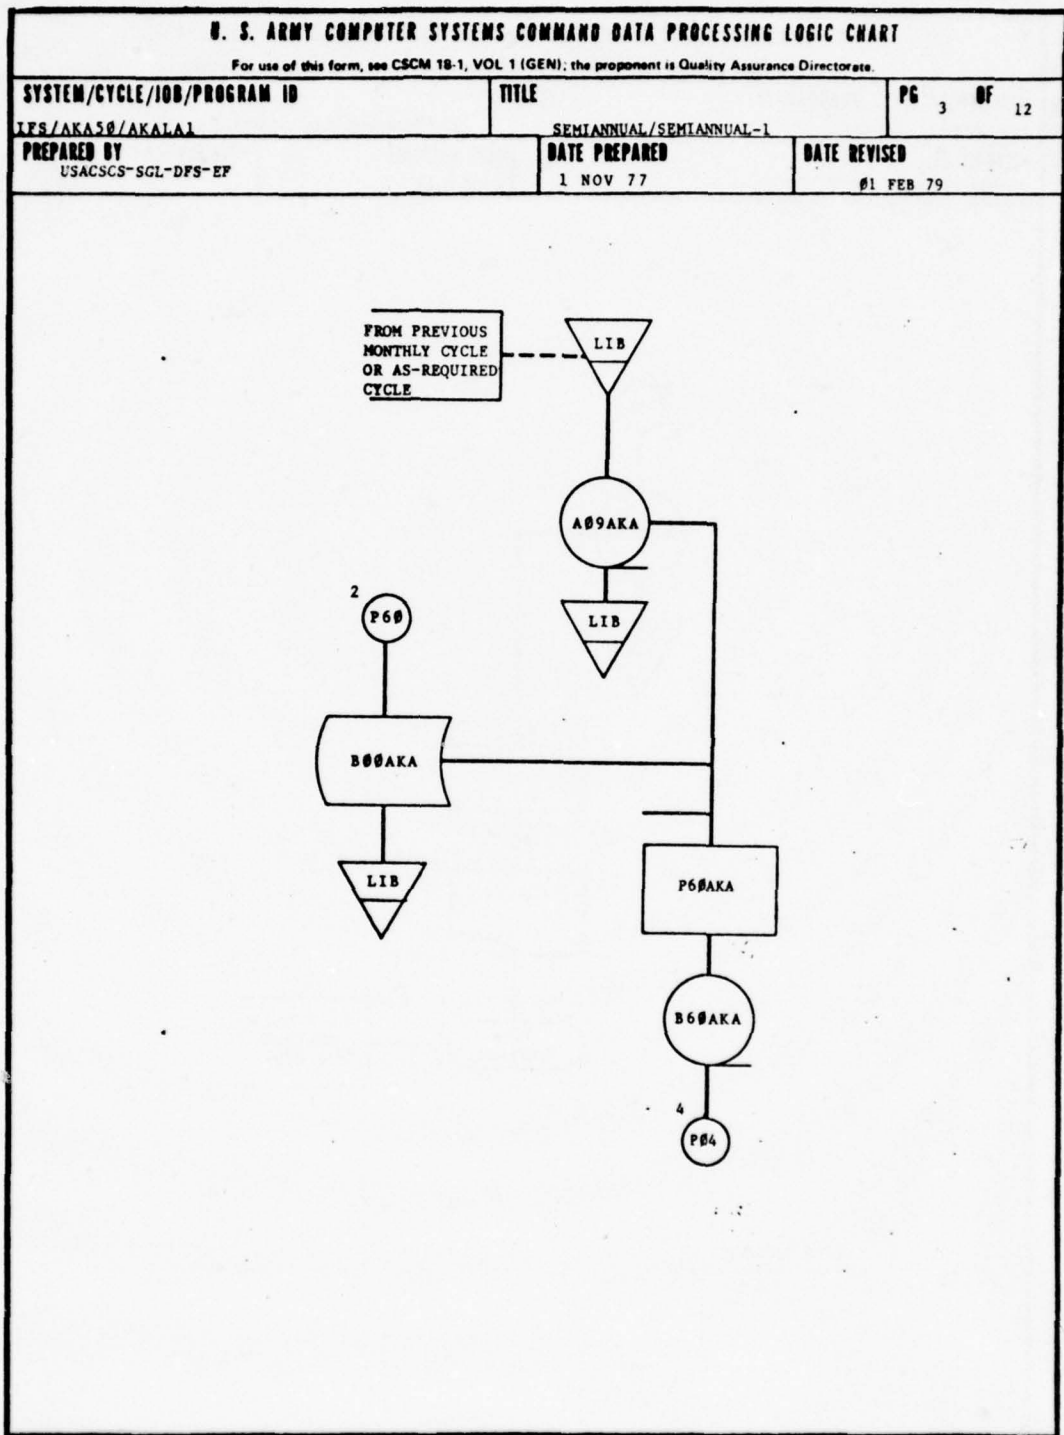 U. S. ARMY COMPUTER SYSTEMS COMMAND DATA PROCESSING LOGIC CHART
For use of this form, see CSCM 18-1, VOL 1 (GEN); the proponent is Quality Assurance Directorate.
SYSTEM/CYCLE/JOB/PROGRAM ID
IFS/AKA5Ø/AKALA1
TITLE
SEMIANNUAL/SEMIANNUAL-1
PG 3 OF 12
PREPARED BY
USACSCS-SGL-DFS-EF
DATE PREPARED
1 NOV 77
DATE REVISED
Ø1 FEB 79
FROM PREVIOUS
MONTHLY CYCLE
OR AS-REQUIRED
CYCLE
LIB
AØ9AKA
LIB
2
P6Ø
BØØAKA
LIB
P6ØAKA
B6ØAKA
4
PØ4